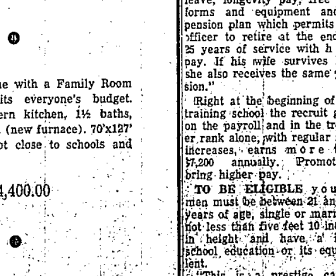 ne with a Family Room
its everyone's budget.
ern kitchen, 1½ baths,
(new furnace). 70'x127'
ot close to schools and
4,400.00
leave, longevity pay, free
forms and equipment and
pension plan which permits
officer to retire at the end
25 years of service with h
pay. If his wife survives
she also receives the same
sion."
"Right at the beginning of
training school the recruit g
on the payroll and in the tr
er rank alone, with regular
increases, earns more t
$7,200 annually. Promot
bring higher pay.
TO BE ELIGIBLE you
men must be between 21 an
years of age, single or mari
not less than five feet 10 in
in height and have a
school education or its equ
lent.
"This is a prestige